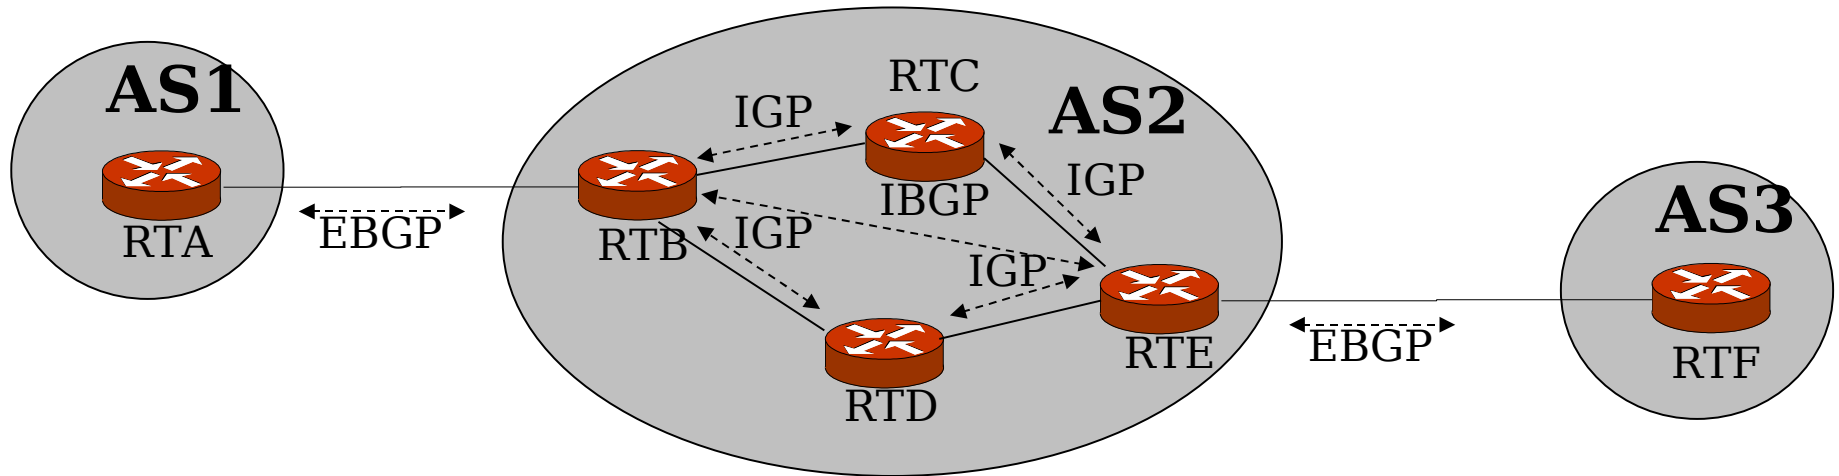 AS1
RTA
EBGP
AS2
RTC
IGP
IGP
IBGP
RTB
IGP
IGP
RTE
RTD
EBGP
AS3
RTF